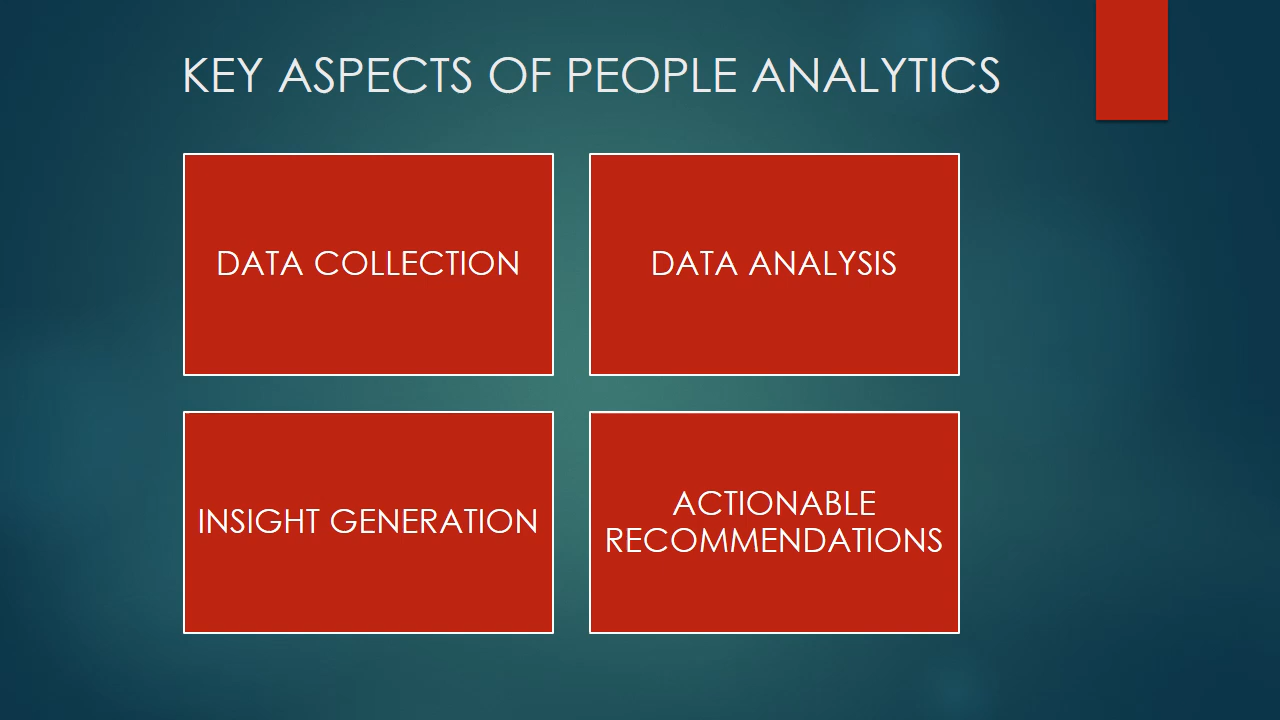 KEY ASPECTS OF PEOPLE ANALYTICS
DATA COLLECTION
DATA ANALYSIS
INSIGHT GENERATION
ACTIONABLE
RECOMMENDATIONS